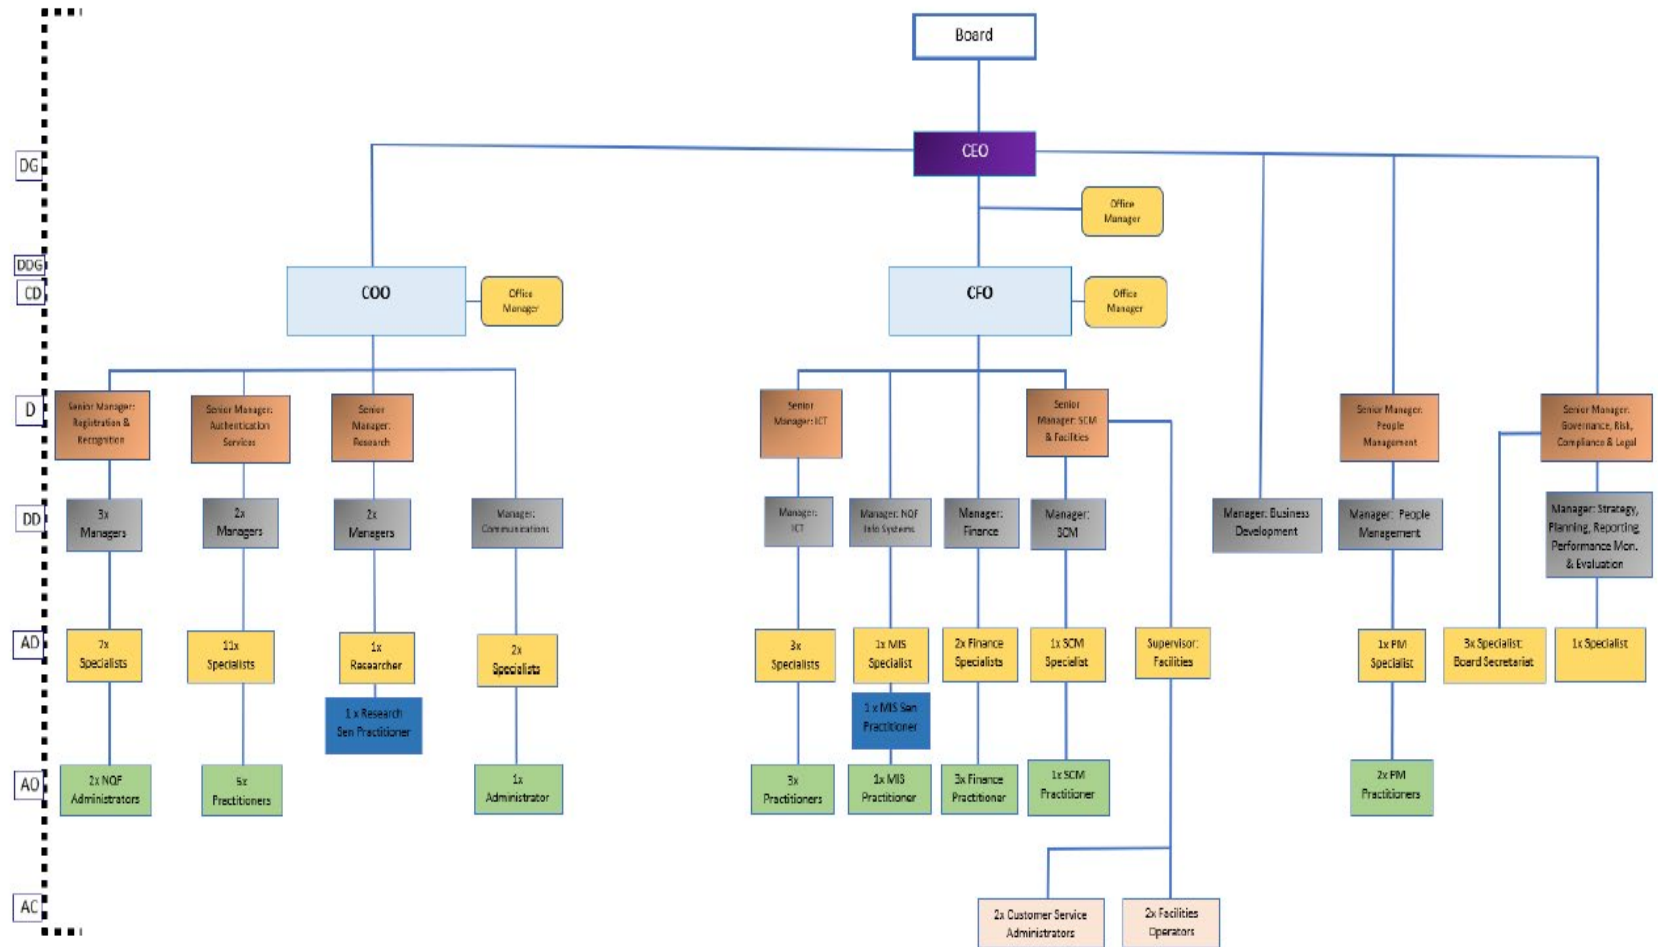 Board
DG
CEO
Office
Manager
DDG
CD
COO
Office
Manager
CFO
Office
Manager
D
Senior Manager:
Registration &
Recognition
Senior Manager:
Authentication
Services
Senior
Manager:
Research
Senior
Manager: ICT
Senior
Manager: SCM
& Facilities
Senior Manager:
People
Management
Senior Manager:
Governance, Risk,
Compliance & Legal
DD
3x
Managers
2x
Managers
2x
Managers
Manager:
Communications
Manager:
ICT
Manager: NQF
Info Systems
Manager:
Finance
Manager:
SCM
Manager: Business
Development
Manager: People
Management
Manager: Strategy,
Planning, Reporting,
Performance Mon.
& Evaluation
AD
7x
Specialists
11x
Specialists
1x
Researcher
2x
Specialists
3x
Specialists
1x MIS
Specialist
2x Finance
Specialists
1x SCM
Specialist
Supervisor:
Facilities
1x PM
Specialist
3x Specialist:
Board Secretariat
1x Specialist
1 x Research
Sen Practitioner
1 x MIS Sen
Practitioner
AO
2x NQF
Administrators
5x
Practitioners
1x
Administrator
3x
Practitioners
1x MIS
Practitioner
3x Finance
Practitioner
1x SCM
Practitioner
2x PM
Practitioners
AC
2x Customer Service
Administrators
2x Facilities
Operators